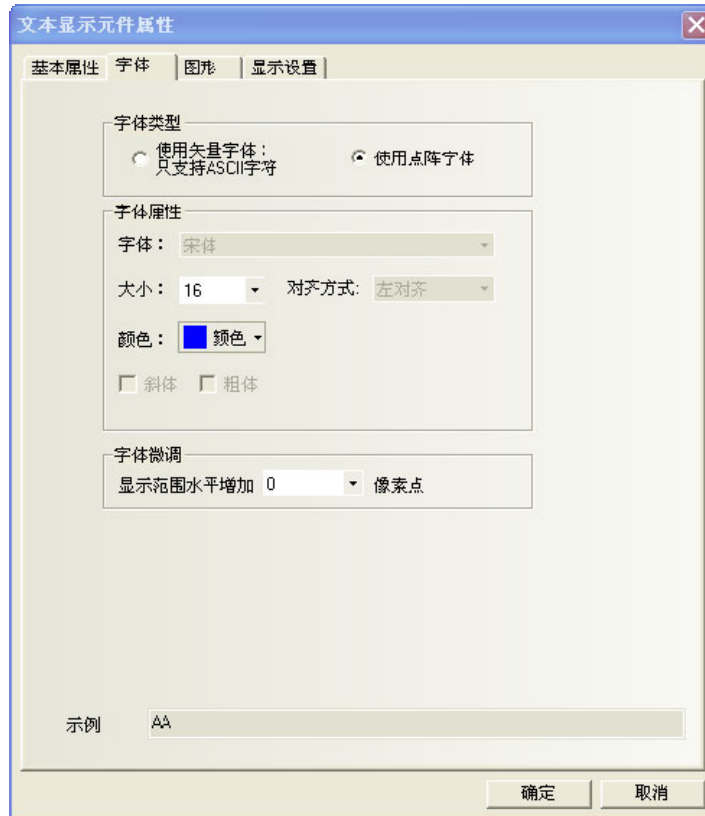 文本显示元件属性
基本属性 字体 图形 显示设置
字体类型
使用矢量字体：
只支持ASCII字符
使用点阵字体
字体属性
字体： 宋体
大小： 16 对齐方式: 左对齐
颜色： 颜色
斜体 粗体
字体微调
显示范围水平增加 0 像素点
示例 AA
确定 取消